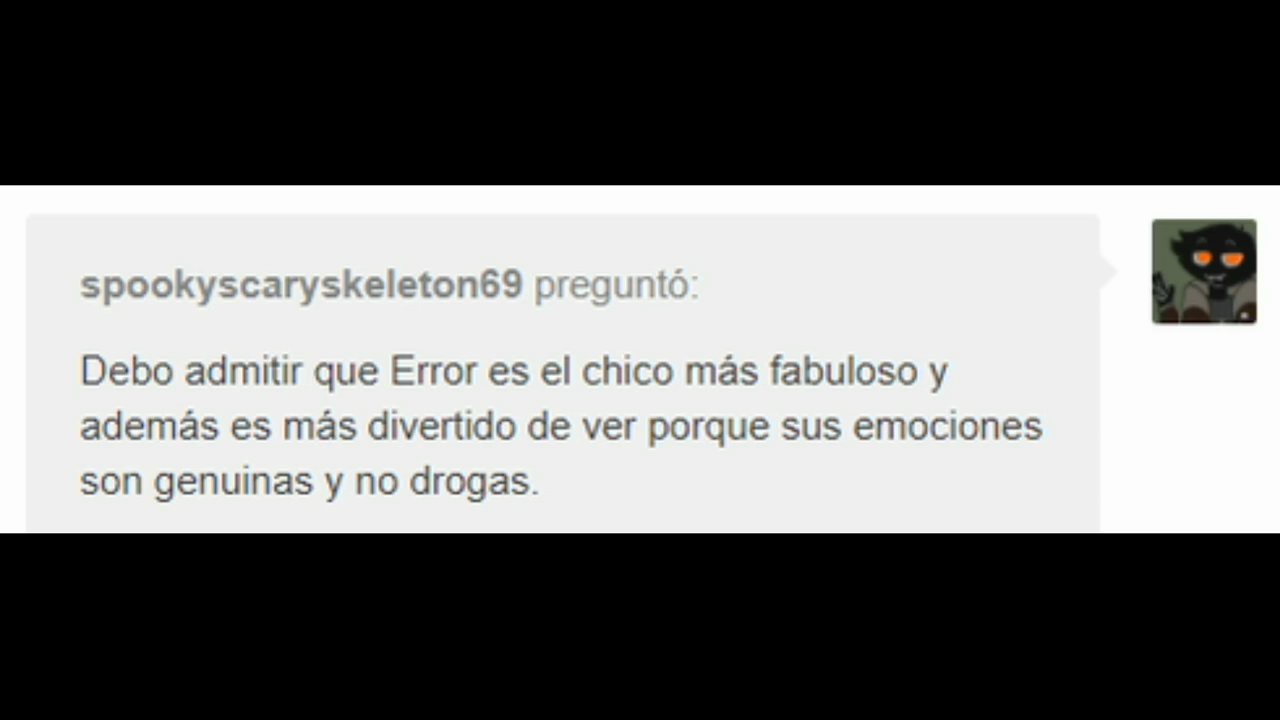 spookyscaryskeleton69 preguntó:
Debo admitir que Error es el chico más fabuloso y
además es más divertido de ver porque sus emociones
son genuinas y no drogas.